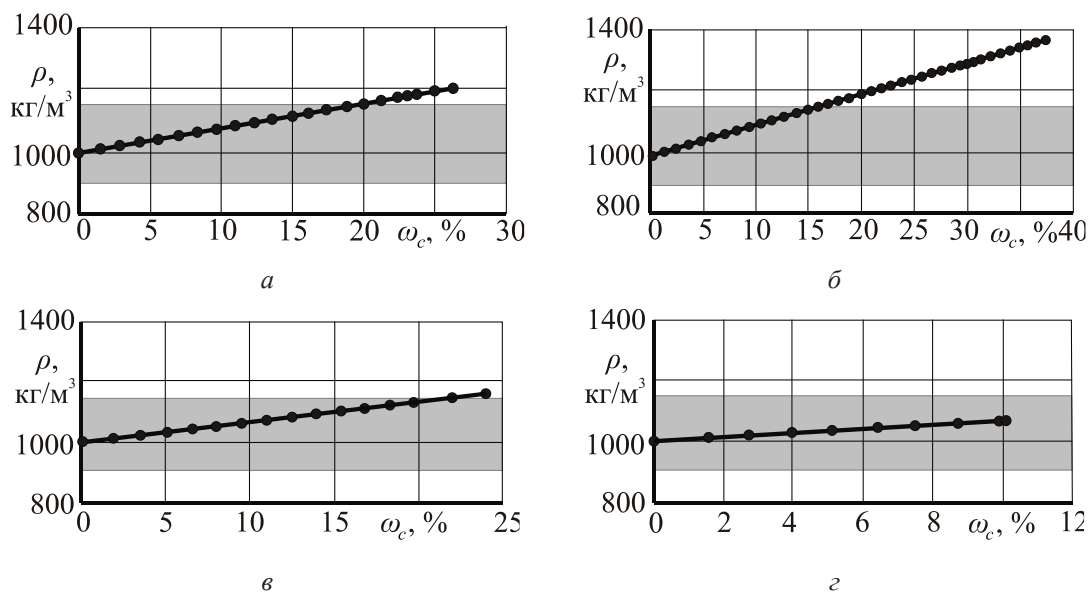 1400
ρ,
кг/м³
1000
800
0 5 10 15 20 ω_c, % 30
а
1400
ρ,
кг/м³
1000
800
0 5 10 15 20 25 30 ω_c, %40
б
1400
ρ,
кг/м³
1000
800
0 5 10 15 ω_c, % 25
в
1400
ρ,
кг/м³
1000
800
0 2 4 6 8 ω_c, % 12
г